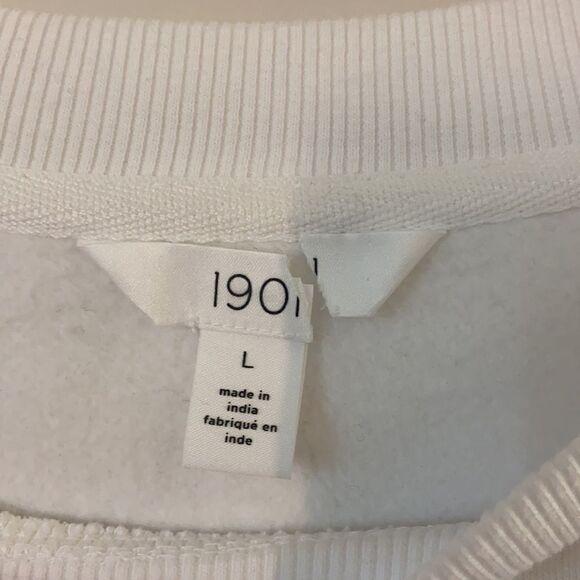 1901
L
made in
india
fabriqué en
inde